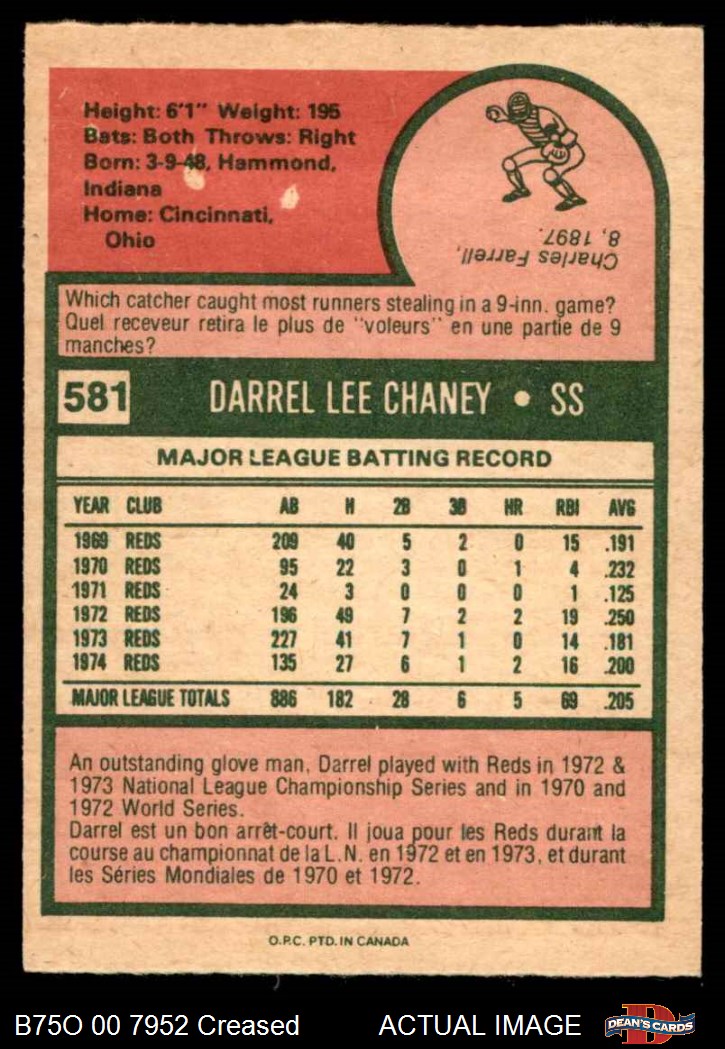 Height: 6'1" Weight: 195
Bats: Both Throws: Right
Born: 3-9-48, Hammond,
Indiana
Home: Cincinnati,
Ohio
Charles Farrell,
8, 1897.
Which catcher caught most runners stealing in a 9-inn. game?
Quel receveur retira le plus de "voleurs" en une partie de 9
manches?
581 DARREL LEE CHANEY • SS
MAJOR LEAGUE BATTING RECORD
YEAR CLUB AB H 2B 3B HR RBI AVG
1969 REDS 209 40 5 2 0 15 .191
1970 REDS 95 22 3 0 1 4 .232
1971 REDS 24 3 0 0 0 1 .125
1972 REDS 196 49 7 2 2 19 .250
1973 REDS 227 41 7 1 0 14 .181
1974 REDS 135 27 6 1 2 16 .200
MAJOR LEAGUE TOTALS 886 182 28 6 5 69 .205
An outstanding glove man, Darrel played with Reds in 1972 &
1973 National League Championship Series and in 1970 and
1972 World Series.
Darrel est un bon arrêt-court. Il joua pour les Reds durant la
course au championnat de la L.N. en 1972 et en 1973, et durant
les Séries Mondiales de 1970 et 1972.
O.P.C. PTD. IN CANADA
B75O 00 7952 Creased ACTUAL IMAGE
DEAN'S CARDS